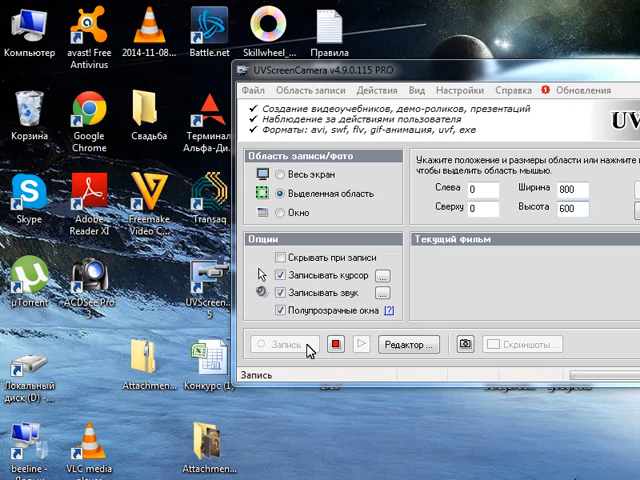 Компьютер
avast! Free
Antivirus
2014-11-08...
Battle.net
Skillwheel_...
Правила
Корзина
Google
Chrome
Свадьба
Терминал
Альфа-Ди...
Skype
Adobe
Reader XI
Freemake
Video C...
Transaq
µTorrent
ACDSee Pro
3
UVScreen...
5
Локальный
диск (D) -...
Attachmen...
Конкурс (1)
beeline -
VLC media
player
Attachmen...
UVScreenCamera v4.9.0.115 PRO
Файл Область записи Действия Вид Настройки Справка Обновления
✓ Создание видеоучебников, демо-роликов, презентаций
✓ Наблюдение за действиями пользователя
✓ Форматы: avi, swf, flv, gif-анимация, uvf, exe
UV
Область записи/фото
Весь экран
Выделенная область
Окно
Укажите положение и размеры области или нажмите
чтобы выделить область мышью.
Слева 0 Ширина 800
Сверху 0 Высота 600
Опции
Скрывать при записи
Записывать курсор ...
Записывать звук ...
Полупрозрачные окна [?]
Текущий фильм
Запись Редактор ... Скриншоты...
Запись